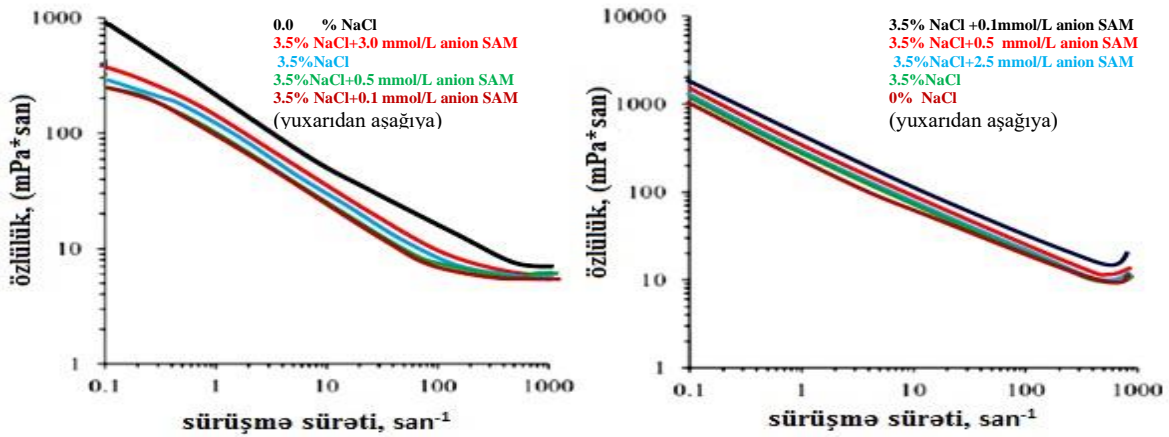 1000
100
10
1
özlülük, (mPa*san)
0.0 % NaCl
3.5% NaCl+3.0 mmol/L anion SAM
3.5%NaCl
3.5%NaCl+0.5 mmol/L anion SAM
3.5% NaCl+0.1 mmol/L anion SAM
(yuxarıdan aşağıya)
0.1 1 10 100 1000
sürüşmə sürəti, san-1
10000
1000
100
10
1
özlülük, (mPa*san)
3.5% NaCl +0.1mmol/L anion SAM
3.5% NaCl+0.5 mmol/L anion SAM
3.5%NaCl+2.5 mmol/L anion SAM
3.5%NaCl
0% NaCl
(yuxarıdan aşağıya)
0.1 1 10 100 1000
sürüşmə sürəti, san-1